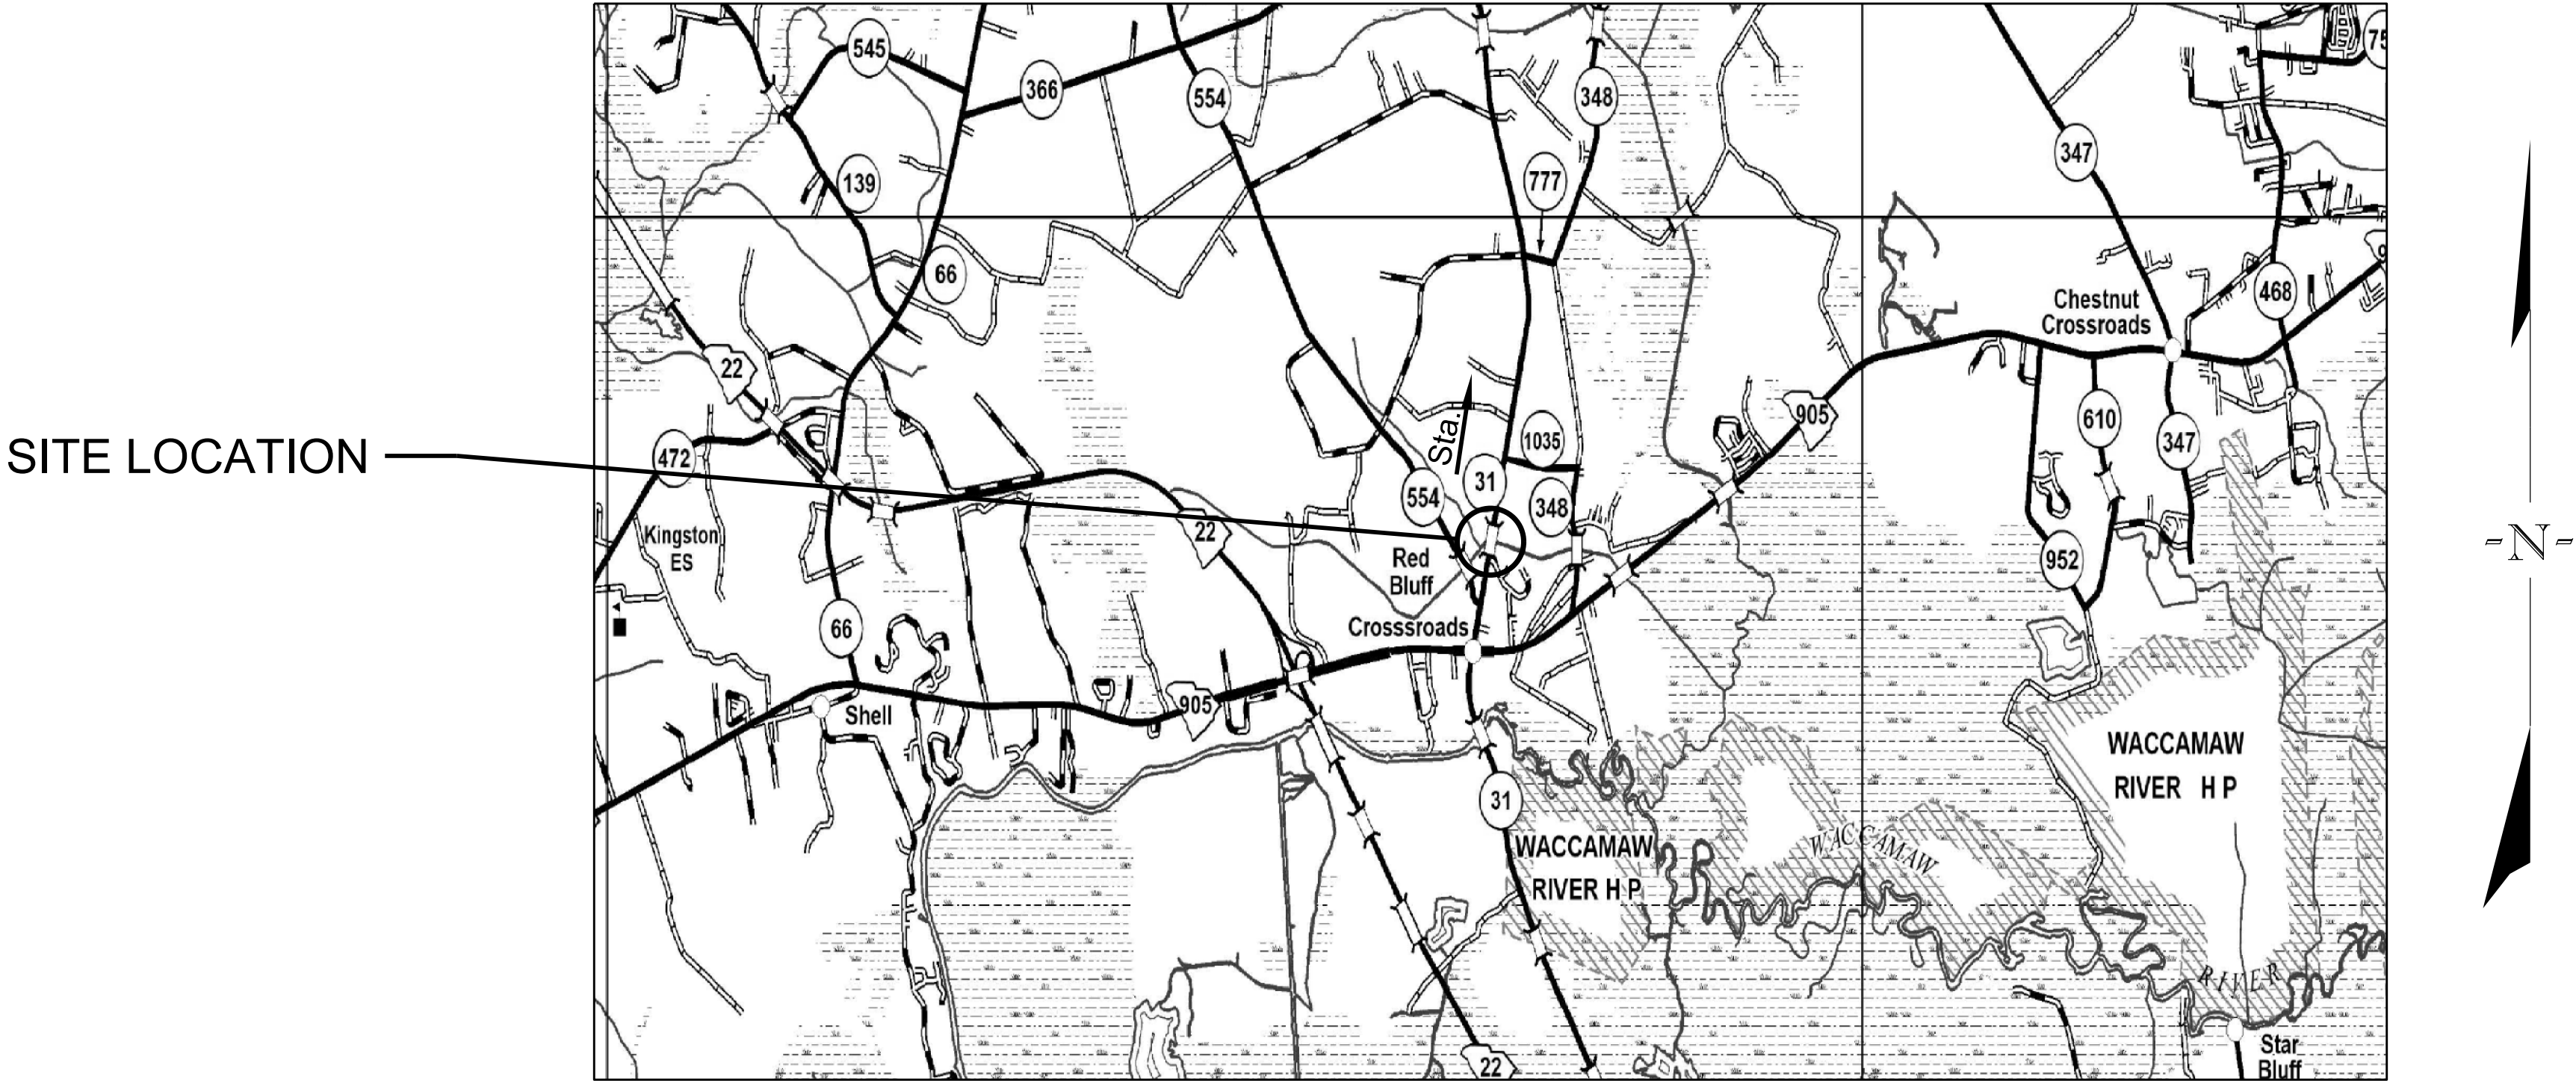 545
366
554
348
75
139
777
347
66
Chestnut
Crossroads
468
9
22
905
SITE LOCATION
472
Sta.
31
1035
610
347
554
348
Kingston
ES
22
Red
Bluff
952
66
Crosssroads
905
Shell
WACCAMAW
RIVER H P
31
WACCAMAW
RIVER H P
WACCAMAW
RIVER
22
Star
Bluff
-N-